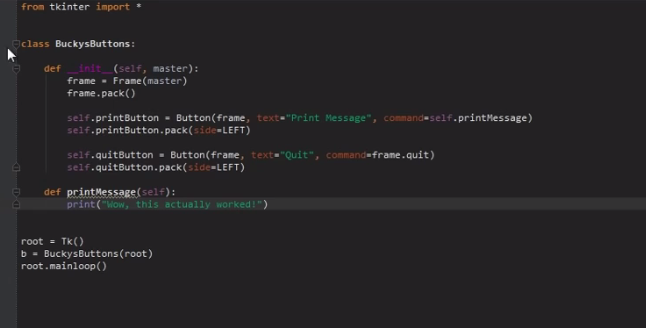 from tkinter import *
class BuckysButtons:
    def __init__(self, master):
        frame = Frame(master)
        frame.pack()
        self.printButton = Button(frame, text="Print Message", command=self.printMessage)
        self.printButton.pack(side=LEFT)
        self.quitButton = Button(frame, text="Quit", command=frame.quit)
        self.quitButton.pack(side=LEFT)
    def printMessage(self):
        print("Wow, this actually worked!")
root = Tk()
b = BuckysButtons(root)
root.mainloop()